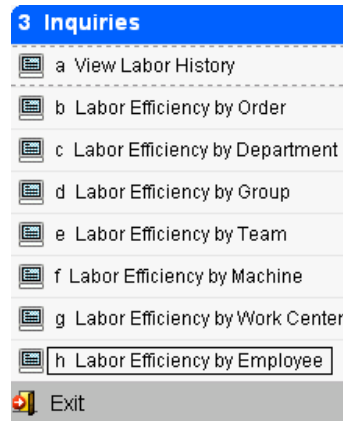 3 Inquiries
a View Labor History
b Labor Efficiency by Order
c Labor Efficiency by Department
d Labor Efficiency by Group
e Labor Efficiency by Team
f Labor Efficiency by Machine
g Labor Efficiency by Work Center
h Labor Efficiency by Employee
Exit